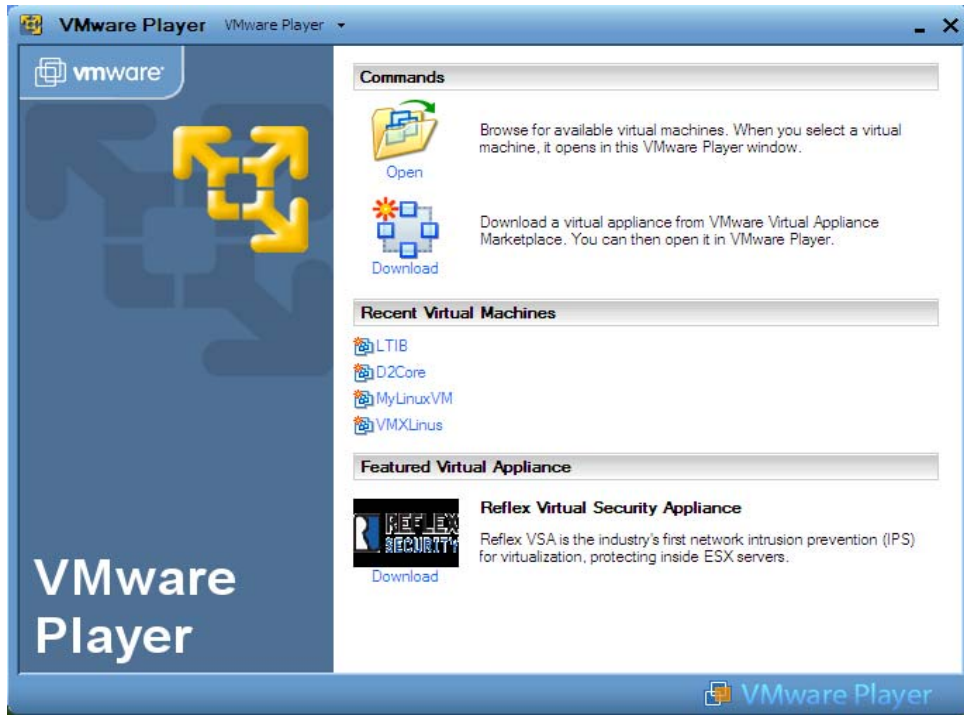 VMware Player VMware Player
vmware
Commands
Browse for available virtual machines. When you select a virtual
machine, it opens in this VMware Player window.
Open
Download a virtual appliance from VMware Virtual Appliance
Marketplace. You can then open it in VMware Player.
Download
Recent Virtual Machines
LTIB
D2Core
MyLinuxVM
VMXLinus
Featured Virtual Appliance
REFLEX
SECURITY
Reflex Virtual Security Appliance
Reflex VSA is the industry's first network intrusion prevention (IPS)
for virtualization, protecting inside ESX servers.
Download
VMware
Player
VMware Player